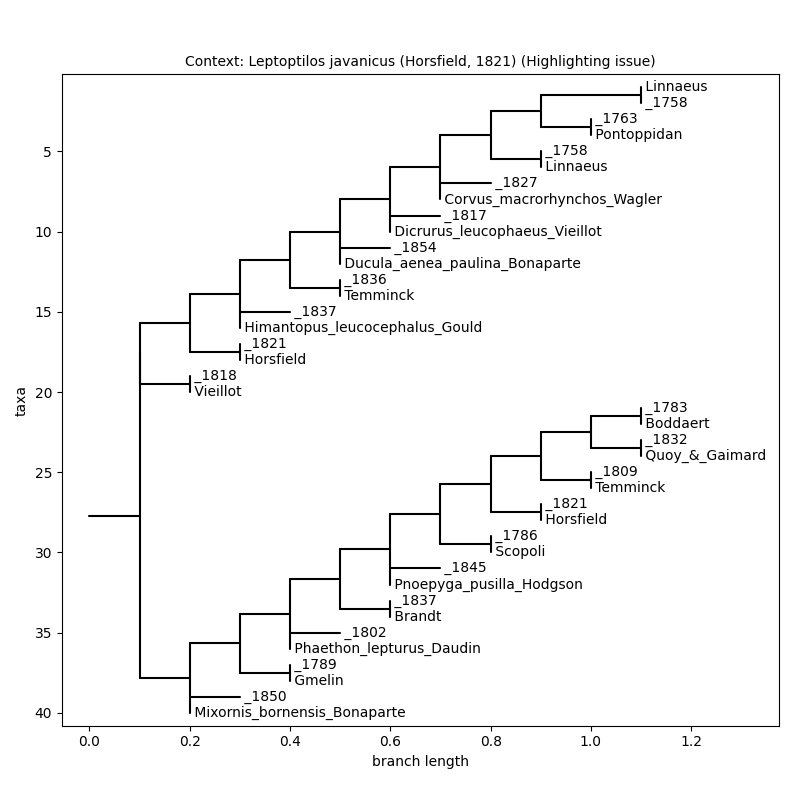 Context: Leptoptilos javanicus (Horsfield, 1821) (Highlighting issue)
Linnaeus
_1758
_1763
Pontoppidan
_1758
Linnaeus
_1827
Corvus_macrorhynchos_Wagler
_1817
Dicrurus_leucophaeus_Vieillot
_1854
Ducula_aenea_paulina_Bonaparte
_1836
Temminck
_1837
Himantopus_leucocephalus_Gould
_1821
Horsfield
_1818
Vieillot
_1783
Boddaert
_1832
Quoy_&_Gaimard
_1809
Temminck
_1821
Horsfield
_1786
Scopoli
_1845
Pnoepyga_pusilla_Hodgson
_1837
Brandt
_1802
Phaethon_lepturus_Daudin
_1789
Gmelin
_1850
Mixornis_bornensis_Bonaparte
5
10
15
20
25
30
35
40
taxa
0.0 0.2 0.4 0.6 0.8 1.0 1.2
branch length